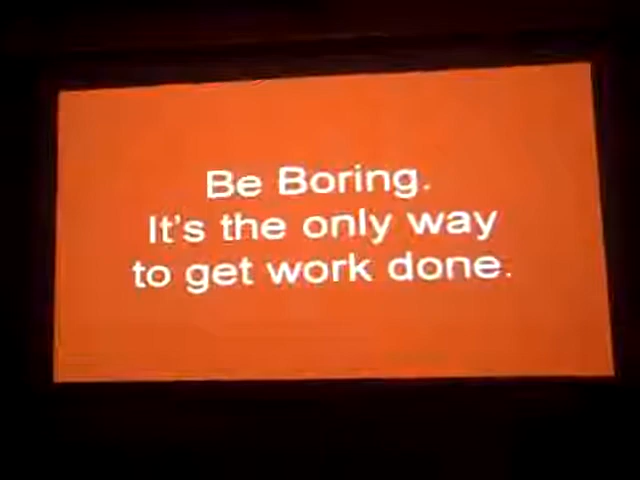 Be Boring.
It's the only way
to get work done.